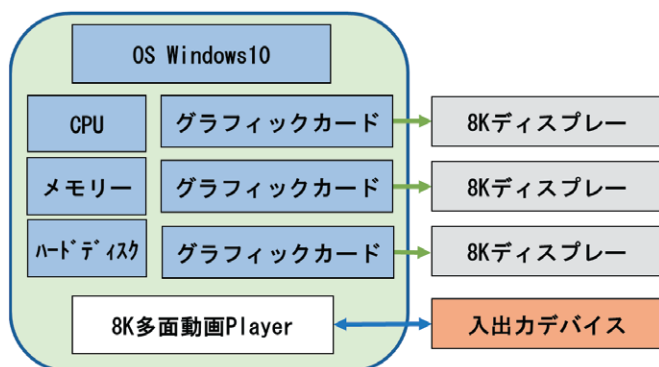 OS Windows10
CPU
グラフィックカード
8Kディスプレー
メモリー
グラフィックカード
8Kディスプレー
ﾊｰﾄﾞﾃﾞｨｽｸ
グラフィックカード
8Kディスプレー
8K多面動画Player
入出力デバイス